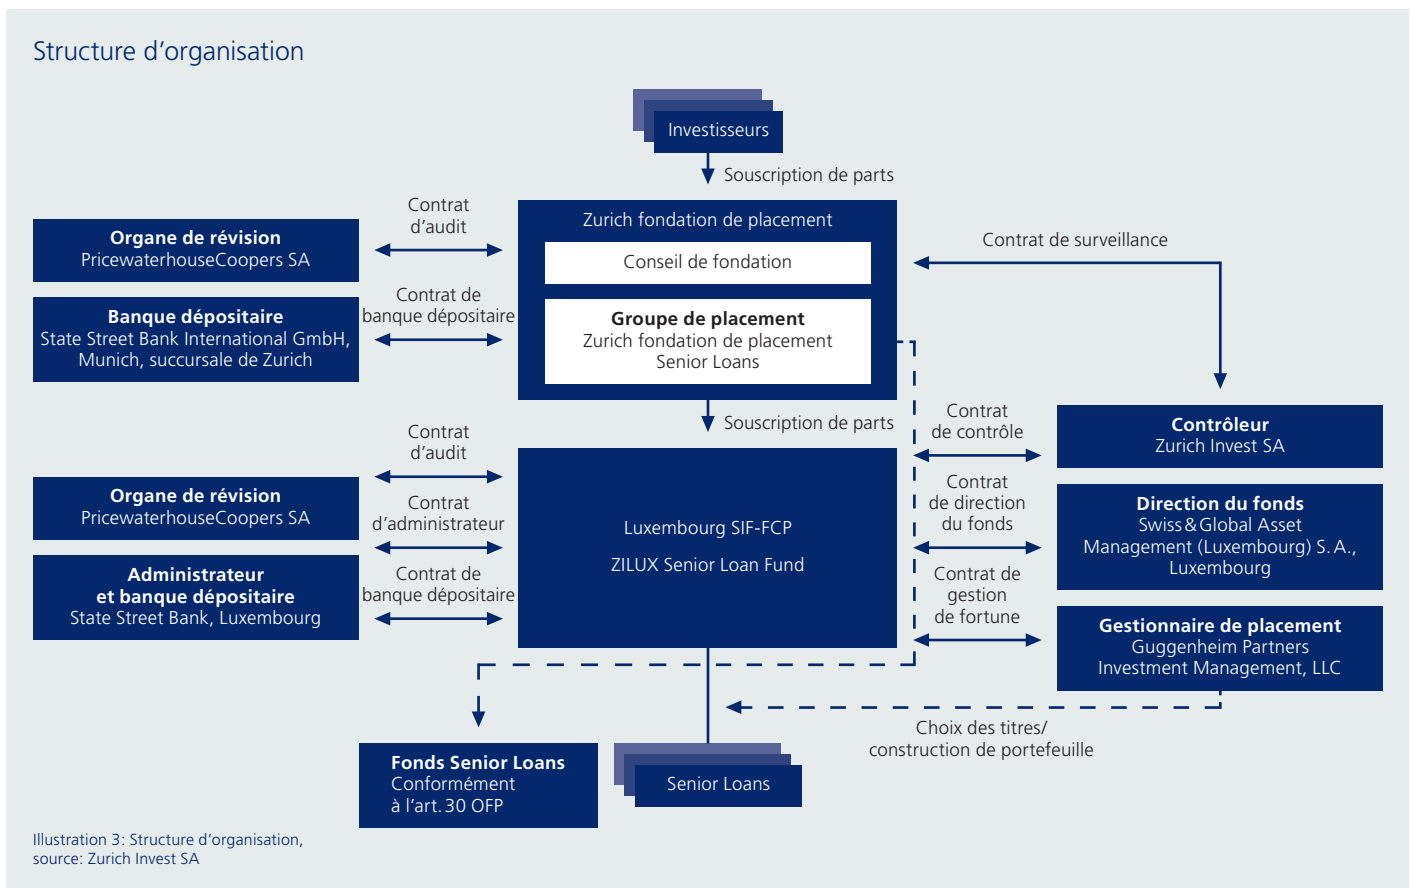 Structure d’organisation
Investisseurs
Souscription de parts
Contrat
d’audit
Organe de révision
PricewaterhouseCoopers SA
Contrat de
banque dépositaire
Banque dépositaire
State Street Bank International GmbH,
Munich, succursale de Zurich
Zurich fondation de placement
Conseil de fondation
Groupe de placement
Zurich fondation de placement
Senior Loans
Contrat de surveillance
Souscription de parts
Contrat
d’audit
Organe de révision
PricewaterhouseCoopers SA
Contrat
d’administrateur
Administrateur
et banque dépositaire
State Street Bank, Luxembourg
Contrat de
banque dépositaire
Luxembourg SIF-FCP
ZILUX Senior Loan Fund
Contrat
de contrôle
Contrôleur
Zurich Invest SA
Contrat
de direction
du fonds
Direction du fonds
Swiss & Global Asset
Management (Luxembourg) S. A.,
Luxembourg
Contrat de
gestion
de fortune
Gestionnaire de placement
Guggenheim Partners
Investment Management, LLC
Choix des titres/
construction de portefeuille
Fonds Senior Loans
Conformément
à l’art. 30 OFP
Senior Loans
Illustration 3: Structure d’organisation,
source: Zurich Invest SA